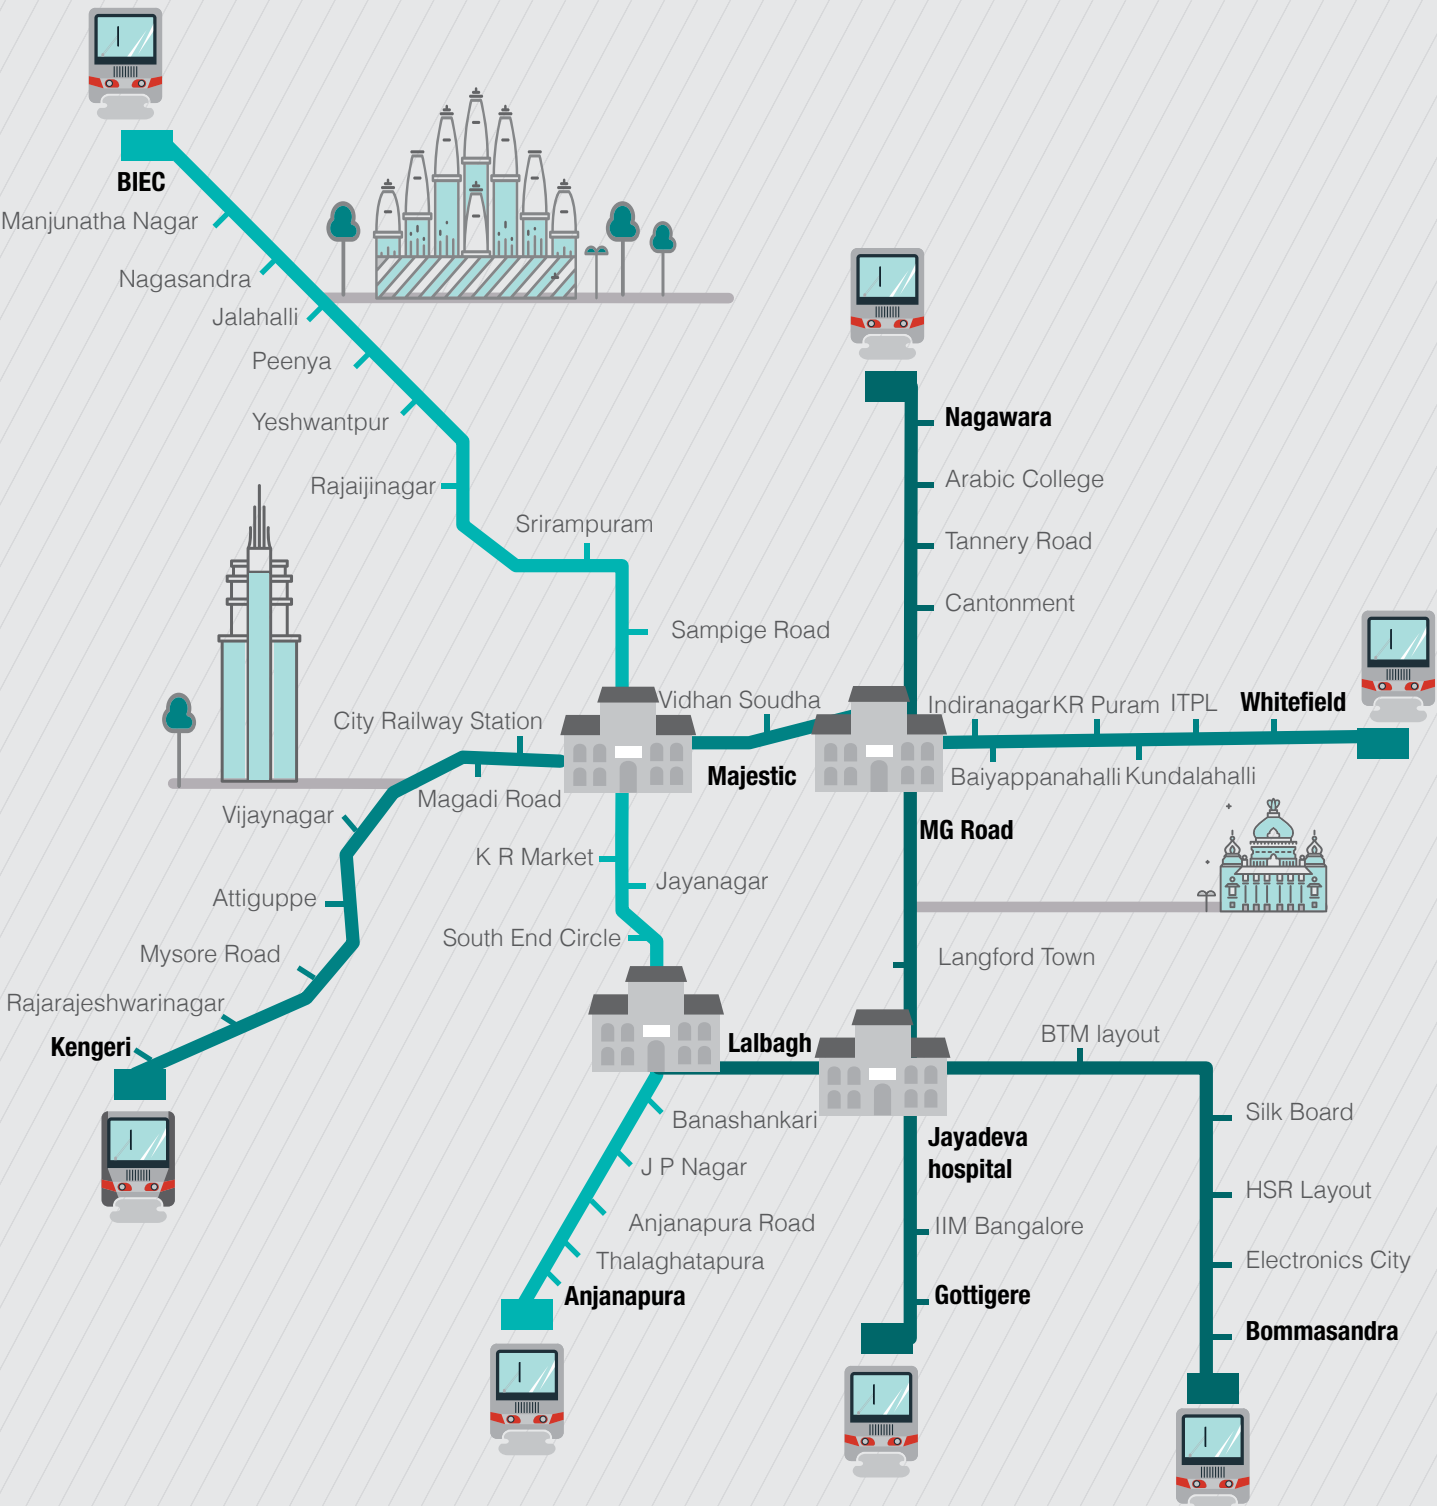 BIEC
Manjunatha Nagar
Nagasandra
Jalahalli
Peenya
Yeshwantpur
Rajaijinagar
Srirampuram
Sampige Road
Nagawara
Arabic College
Tannery Road
Cantonment
City Railway Station
Vidhan Soudha
Indiranagar
KR Puram
ITPL
Whitefield
Magadi Road
Majestic
Baiyappanahalli
Kundalahalli
Vijaynagar
MG Road
K R Market
Jayanagar
Attiguppe
South End Circle
Mysore Road
Langford Town
Rajarajeshwarinagar
Kengeri
Lalbagh
BTM layout
Banashankari
Silk Board
Jayadeva
hospital
J P Nagar
HSR Layout
Anjanapura Road
IIM Bangalore
Thalaghatapura
Electronics City
Anjanapura
Gottigere
Bommasandra